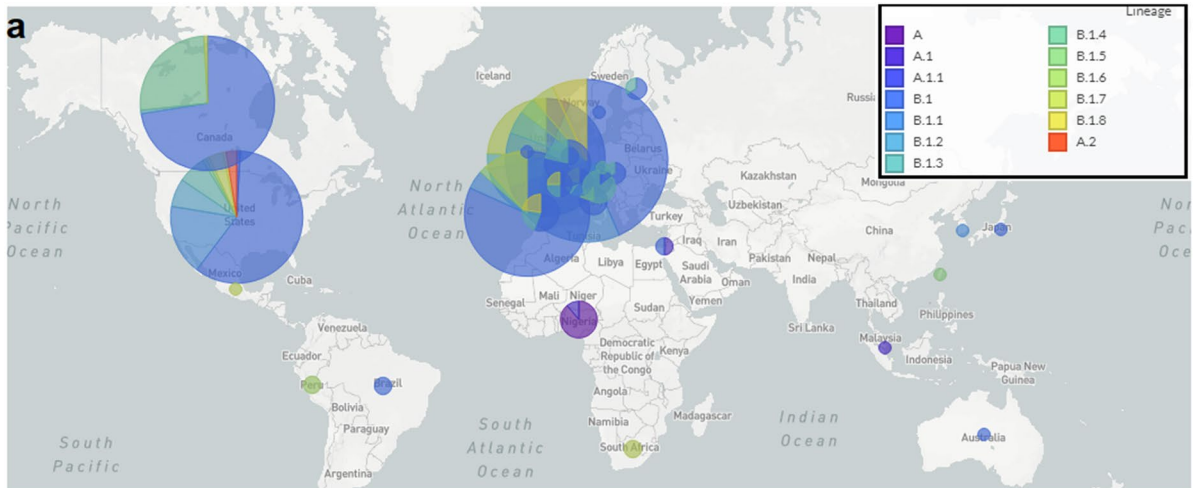 a
Lineage
A
A.1
A.1.1
B.1
B.1.1
B.1.2
B.1.3
B.1.4
B.1.5
B.1.6
B.1.7
B.1.8
A.2
Iceland
Sweden
Norway
Russia
Canada
Belarus
Ukraine
Kazakhstan
Mongolia
North
Pacific
Ocean
United
States
North
Atlantic
Ocean
Uzbekistan
Turkey
China
Japan
Tunisia
Iraq
Iran
Algeria
Libya
Egypt
Pakistan
Nepal
Mexico
Cuba
Saudi
Arabia
Oman
India
Senegal
Mali
Niger
Sudan
Yemen
Thailand
Philippines
Venezuela
Nigeria
Sri Lanka
Malaysia
Ecuador
Democratic
Republic of
the Congo
Kenya
Indonesia
Papua New
Guinea
Peru
Brazil
Angola
Bolivia
Namibia
Madagascar
Indian
Ocean
Paraguay
South
Pacific
South
Atlantic
Ocean
South Africa
Australia
Argentina